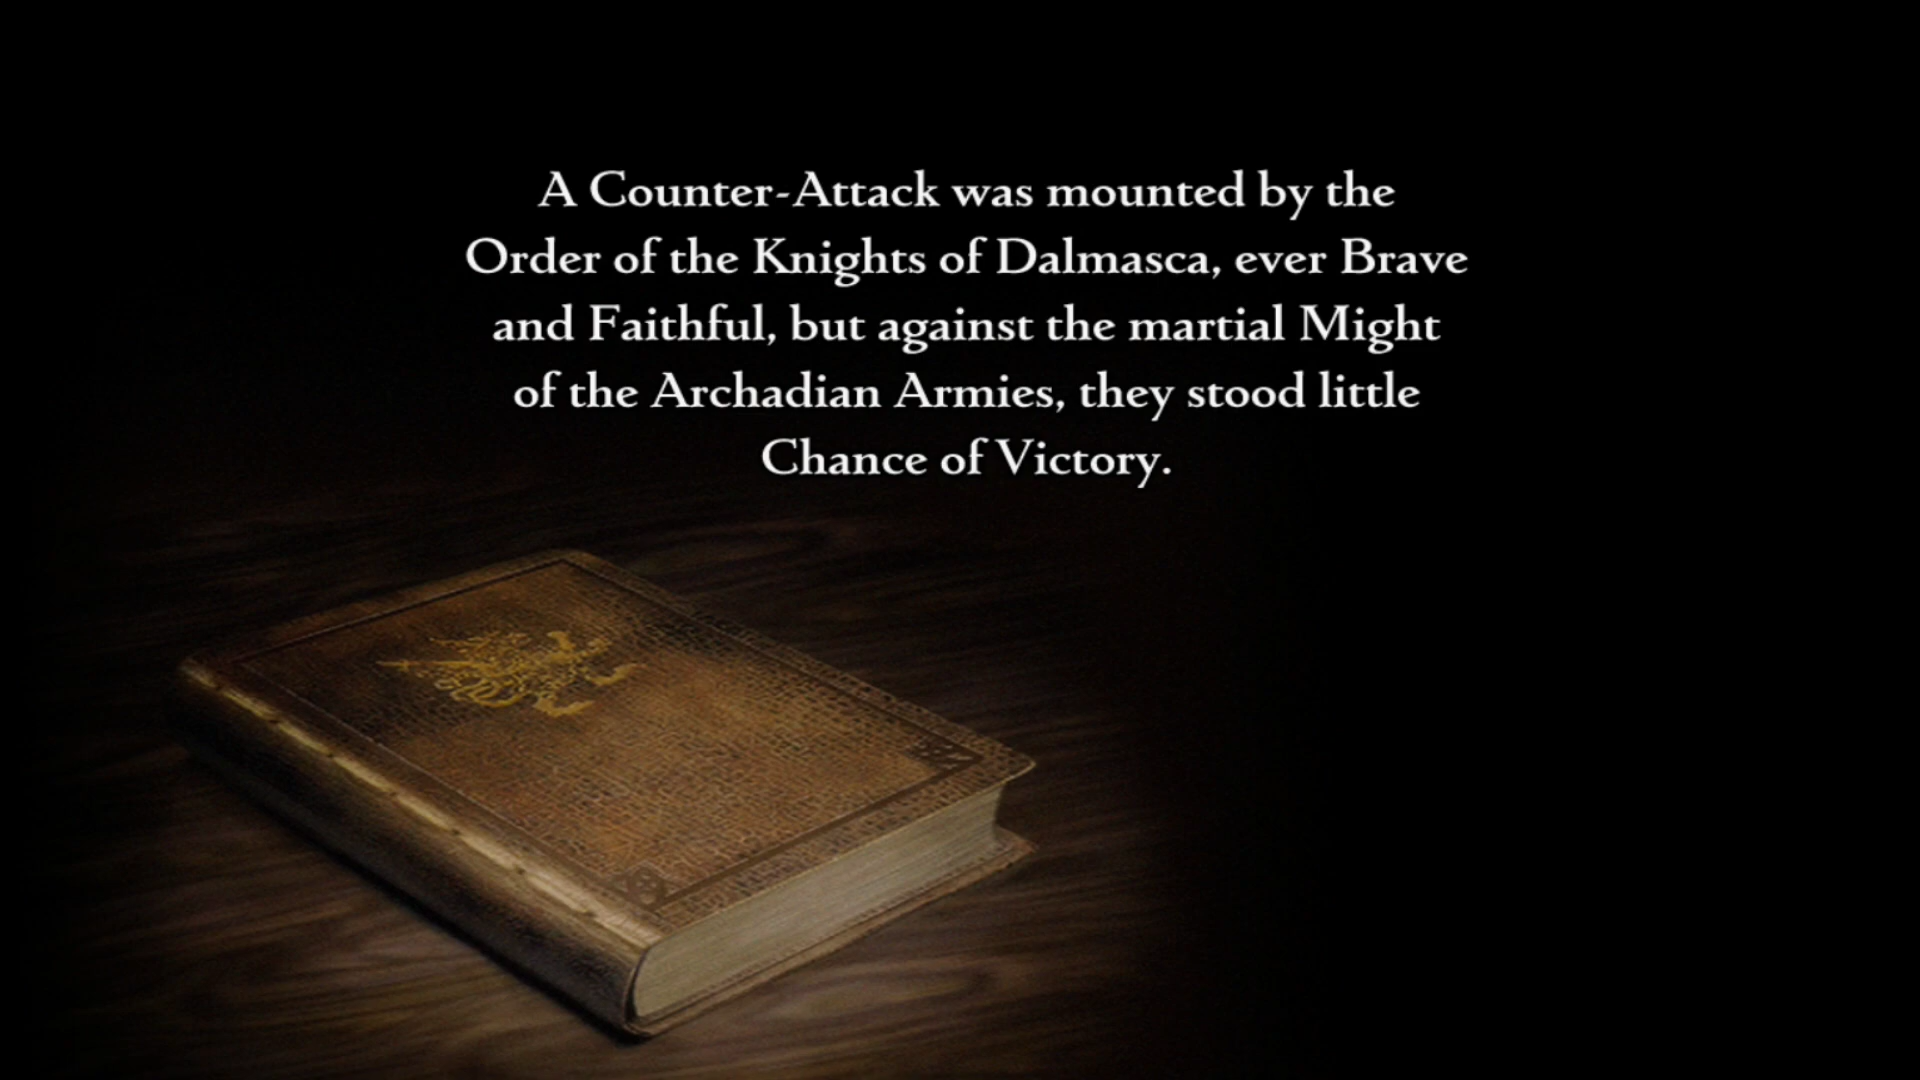 A Counter-Attack was mounted by the
Order of the Knights of Dalmasca, ever Brave
and Faithful, but against the martial Might
of the Archadian Armies, they stood little
Chance of Victory.